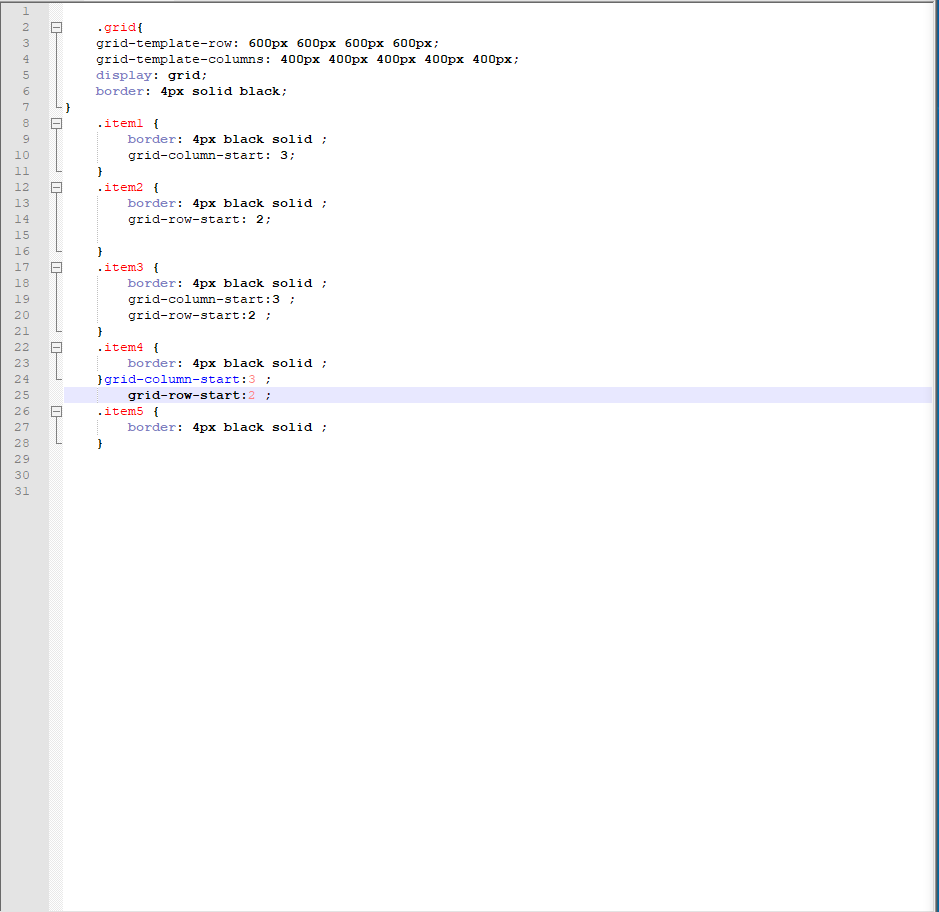 1
2 .grid{
3 grid-template-row: 600px 600px 600px 600px;
4 grid-template-columns: 400px 400px 400px 400px 400px;
5 display: grid;
6 border: 4px solid black;
7 }
8 .item1 {
9 border: 4px black solid ;
10 grid-column-start: 3;
11 }
12 .item2 {
13 border: 4px black solid ;
14 grid-row-start: 2;
15
16 }
17 .item3 {
18 border: 4px black solid ;
19 grid-column-start:3 ;
20 grid-row-start:2 ;
21 }
22 .item4 {
23 border: 4px black solid ;
24 }grid-column-start:3 ;
25 grid-row-start:2 ;
26 .item5 {
27 border: 4px black solid ;
28 }
29
30
31